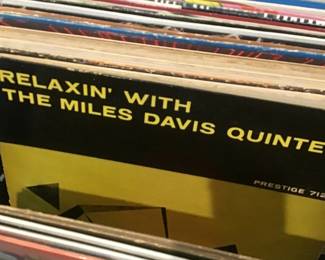 RELAXIN' WITH
THE MILES DAVIS QUINTE
PRESTIGE 712